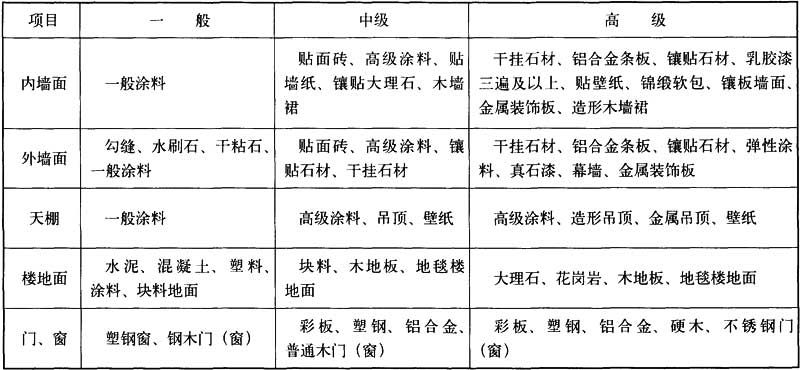 项目
一 般
中级
高 级
内墙面
一般涂料
贴面砖、高级涂料、贴
墙纸、镶贴大理石、木墙
裙
干挂石材、铝合金条板、镶贴石材、乳胶漆
三遍及以上、贴壁纸、锦缎软包、镶板墙面、
金属装饰板、造形木墙裙
外墙面
勾缝、水刷石、干粘石、
一般涂料
贴面砖、高级涂料、镶
贴石材、干挂石材
干挂石材、铝合金条板、镶贴石材、弹性涂
料、真石漆、幕墙、金属装饰板
天棚
一般涂料
高级涂料、吊顶、壁纸
高级涂料、造形吊顶、金属吊顶、壁纸
楼地面
水泥、混凝土、塑料、
涂料、块料地面
块料、木地板、地毯楼
地面
大理石、花岗岩、木地板、地毯楼地面
门、窗
塑钢窗、钢木门（窗）
彩板、塑钢、铝合金、
普通木门（窗）
彩板、塑钢、铝合金、硬木、不锈钢门
（窗）